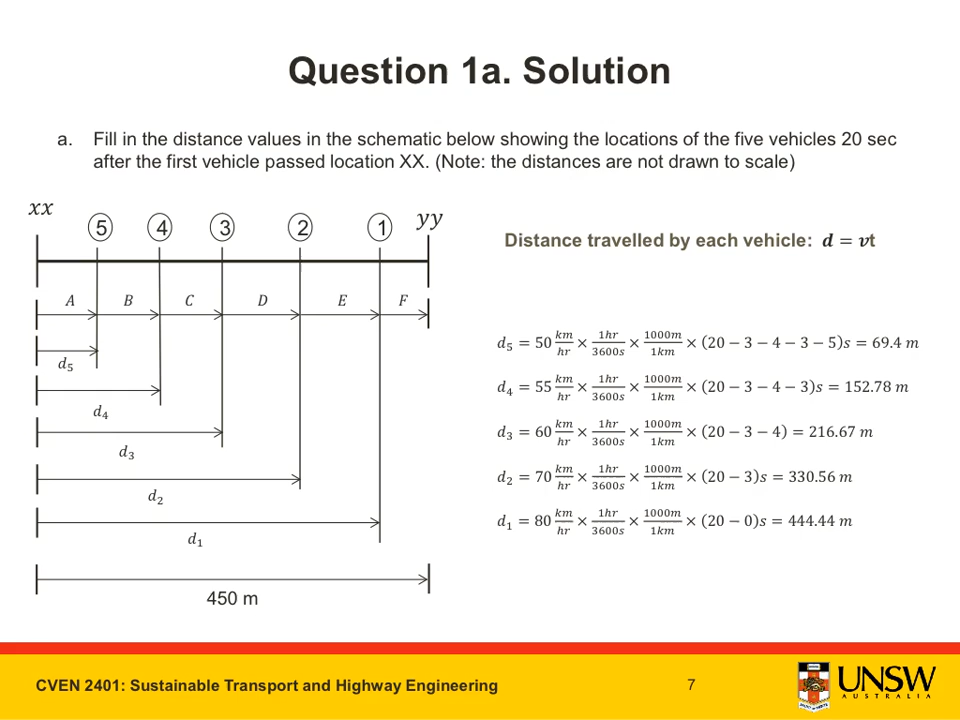 Question 1a. Solution
a. Fill in the distance values in the schematic below showing the locations of the five vehicles 20 sec
after the first vehicle passed location XX. (Note: the distances are not drawn to scale)
xx
5 4 3 2 1
yy
A B C D E F
d₅
d₄
d₃
d₂
d₁
450 m
Distance travelled by each vehicle: d = vt
d₅ = 50 km/hr × 1hr/3600s × 1000m/1km × (20 − 3 − 4 − 3 − 5)s = 69.4 m
d₄ = 55 km/hr × 1hr/3600s × 1000m/1km × (20 − 3 − 4 − 3)s = 152.78 m
d₃ = 60 km/hr × 1hr/3600s × 1000m/1km × (20 − 3 − 4) = 216.67 m
d₂ = 70 km/hr × 1hr/3600s × 1000m/1km × (20 − 3)s = 330.56 m
d₁ = 80 km/hr × 1hr/3600s × 1000m/1km × (20 − 0)s = 444.44 m
CVEN 2401: Sustainable Transport and Highway Engineering
7
UNSW
AUSTRALIA